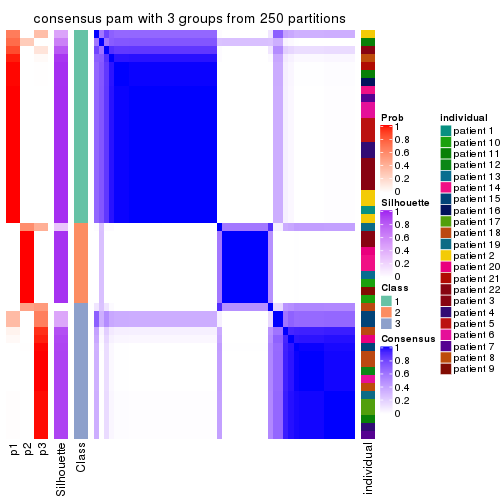 consensus pam with 3 groups from 250 partitions
Prob
1
0.8
0.6
0.4
0.2
0
Silhouette
1
0.8
0.6
0.4
0.2
0
Class
1
2
3
Consensus
1
0.8
0.6
0.4
0.2
0
individual
patient 1
patient 10
patient 11
patient 12
patient 13
patient 14
patient 15
patient 16
patient 17
patient 18
patient 19
patient 2
patient 20
patient 21
patient 22
patient 3
patient 4
patient 5
patient 6
patient 7
patient 8
patient 9
p1
p2
p3
Silhouette
Class
individual